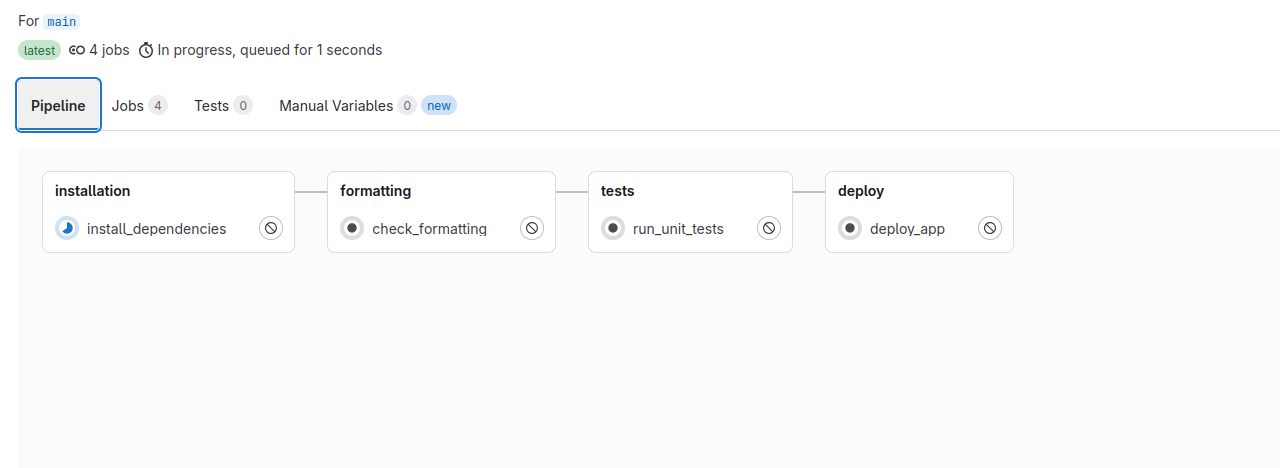 For main
latest 4 jobs In progress, queued for 1 seconds
Pipeline Jobs 4 Tests 0 Manual Variables 0 new
installation formatting tests deploy
install_dependencies check_formatting run_unit_tests deploy_app